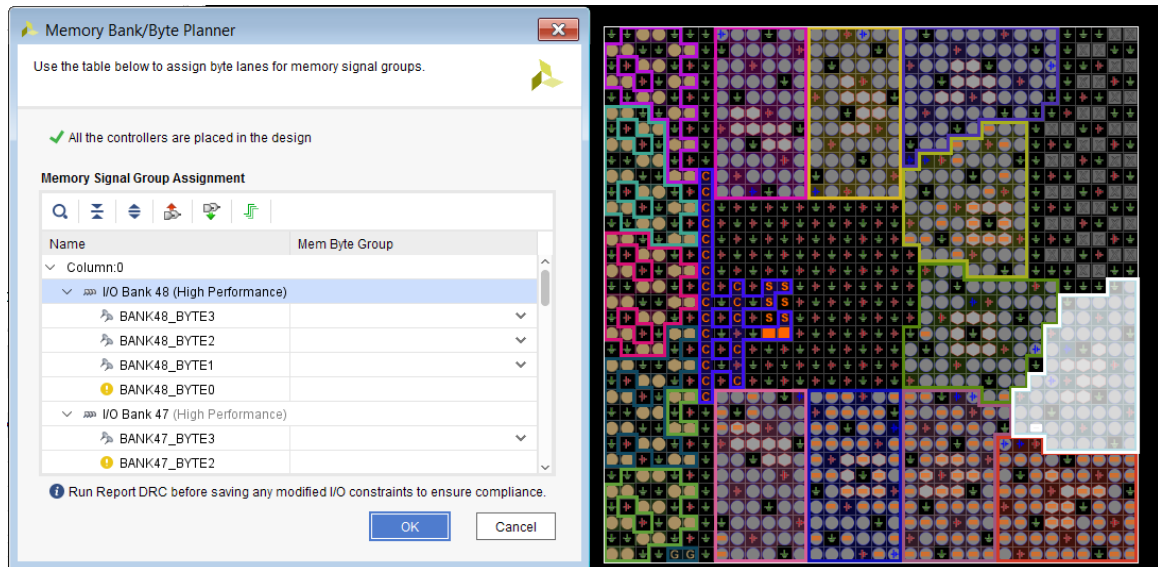 Memory Bank/Byte Planner
Use the table below to assign byte lanes for memory signal groups.
All the controllers are placed in the design
Memory Signal Group Assignment
Name Mem Byte Group
Column:0
I/O Bank 48 (High Performance)
BANK48_BYTE3
BANK48_BYTE2
BANK48_BYTE1
BANK48_BYTE0
I/O Bank 47 (High Performance)
BANK47_BYTE3
BANK47_BYTE2
Run Report DRC before saving any modified I/O constraints to ensure compliance.
OK Cancel
C
C
C
C
C
C
C C C S S
C S S
C C S S
C C
C C C
C C
C C C
G G